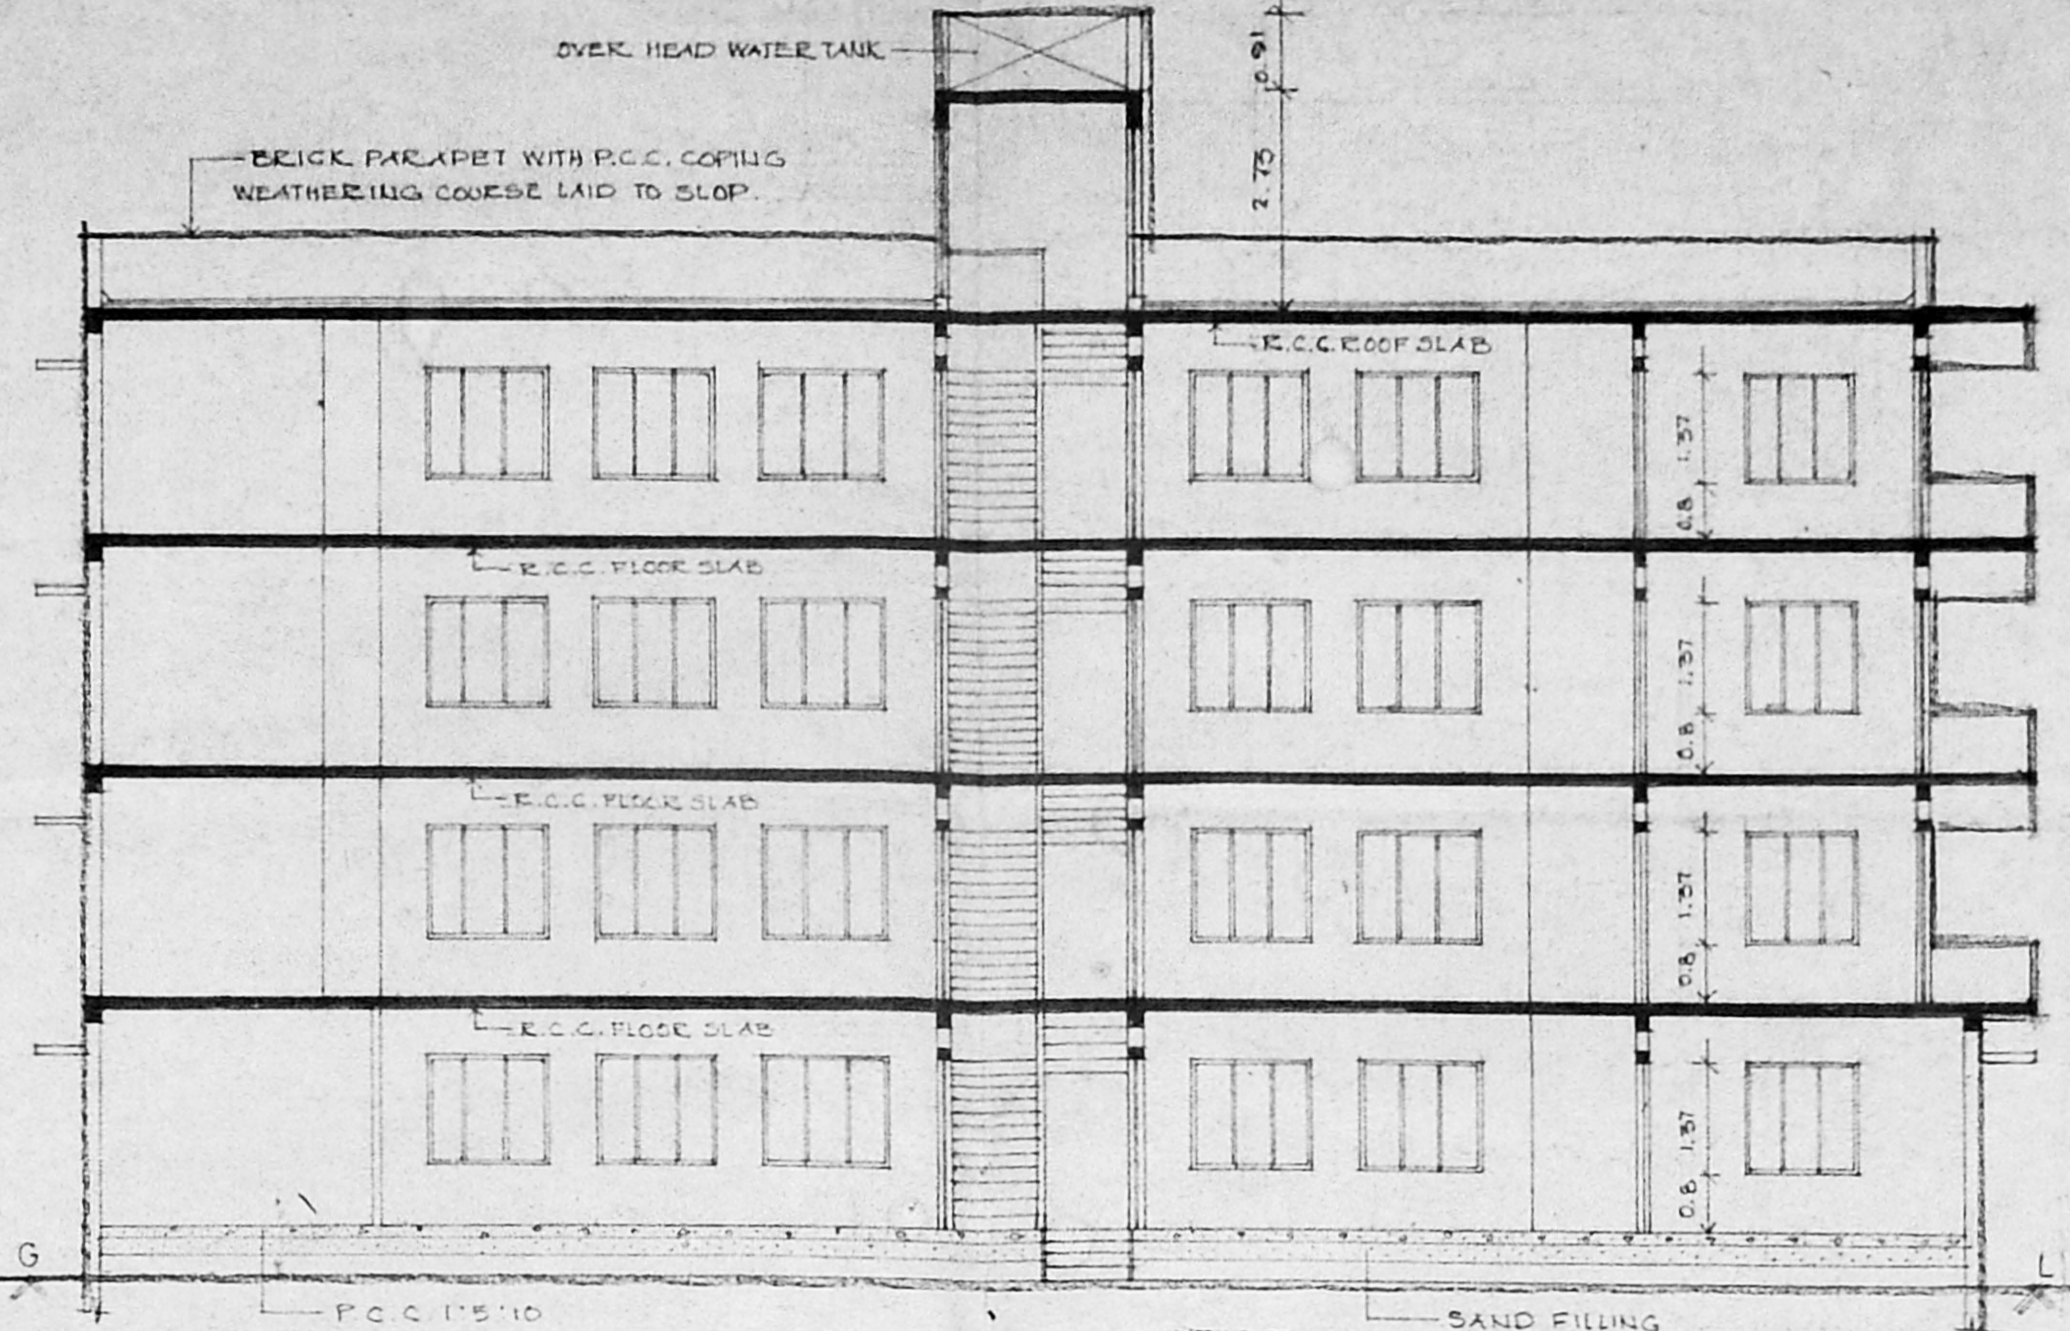 OVER HEAD WATER TANK
0.91
BRICK PARAPET WITH P.C.C. COPING
WEATHERING COURSE LAID TO SLOP.
2.75
R.C.C. ROOF SLAB
1.37
0.8
R.C.C. FLOOR SLAB
1.37
0.8
R.C.C. FLOOR SLAB
1.37
0.8
R.C.C. FLOOR SLAB
1.37
0.8
G
L
P.C.C. 1:5:10
SAND FILLING